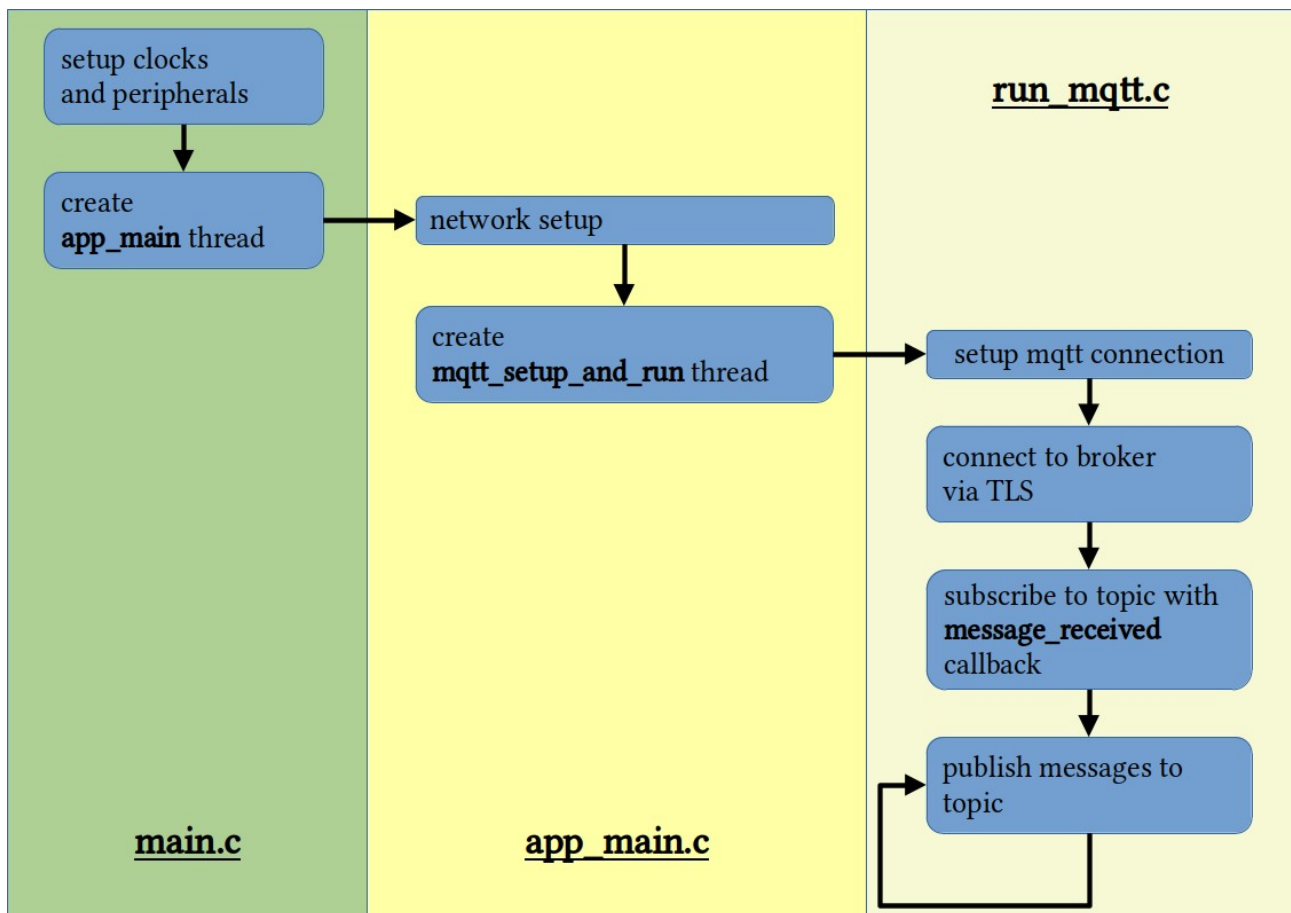 setup clocks
and peripherals
create
app_main thread
main.c
network setup
create
mqtt_setup_and_run thread
app_main.c
run_mqtt.c
setup mqtt connection
connect to broker
via TLS
subscribe to topic with
message_received
callback
publish messages to
topic